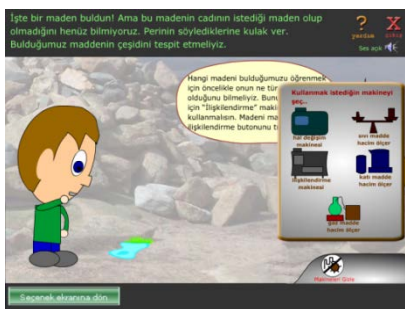 İşte bir maden buldun! Ama bu madenin cadının istediği maden olup
olmadığını henüz bilmiyoruz. Perinin söylediklerine kulak ver.
Bulduğumuz maddenin çeşidini tespit etmeliyiz.
? X
yardım çıkış
Ses açık
Hangi madeni bulduğumuzu öğrenmek
için öncelikle onun ne tür
olduğunu bilmeliyiz. Bunu
için "İlişkilendirme" makin
kullanmalısın. Madeni ma
ilişkilendirme butonunu tı
Kullanmak istediğin makineyi
seç..
hal değişim
makinesi
sıvı madde
hacim ölçer
ilişkilendirme
makinesi
katı madde
hacim ölçer
gaz madde
hacim ölçer
Makineleri Gizle
Seçenek ekranına dön